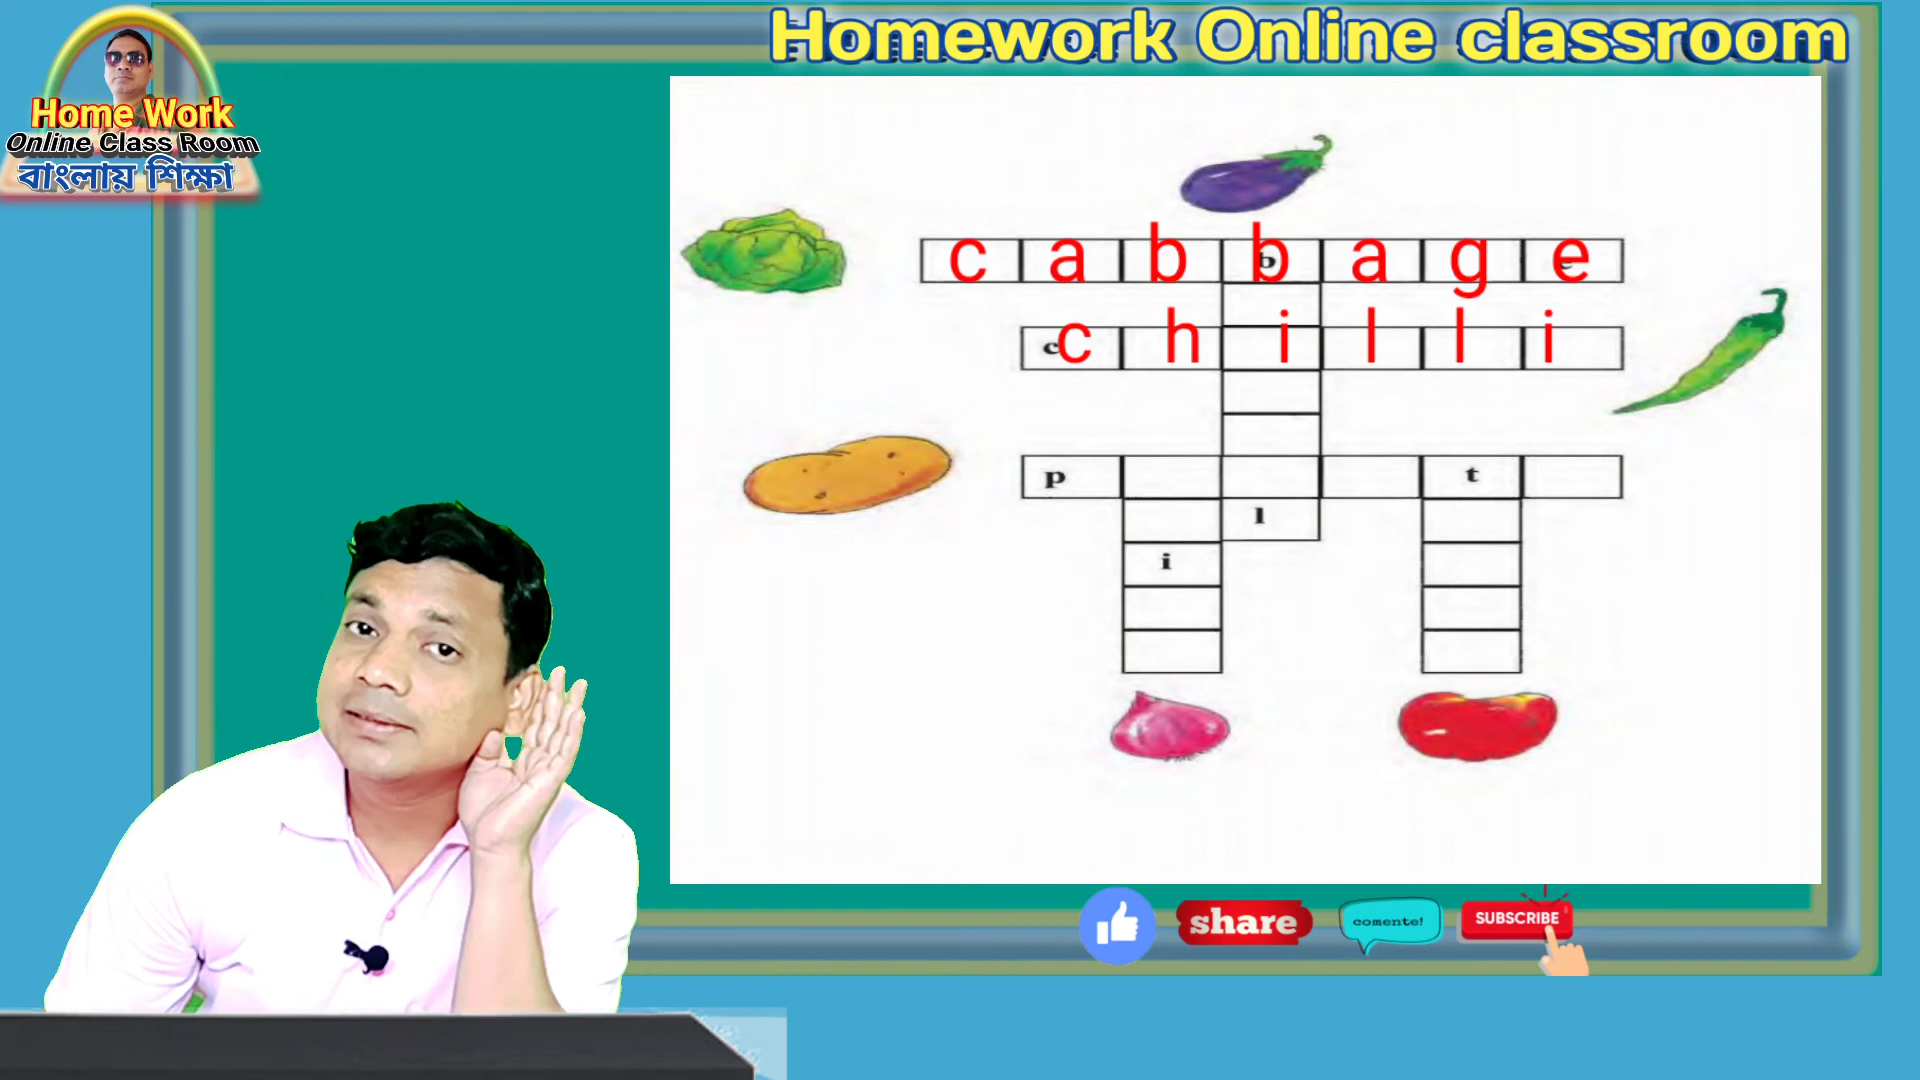 Homework Online classroom
Home Work
Online Class Room
বাংলায় শিক্ষা
c a b b a g e
b
c h i l l i
c
p t
l
i
share
comente!
SUBSCRIBE